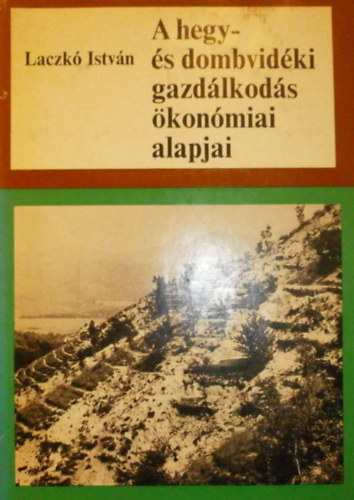 Laczkó István
A hegy-
és dombvidéki
gazdálkodás
ökonómiai
alapjai